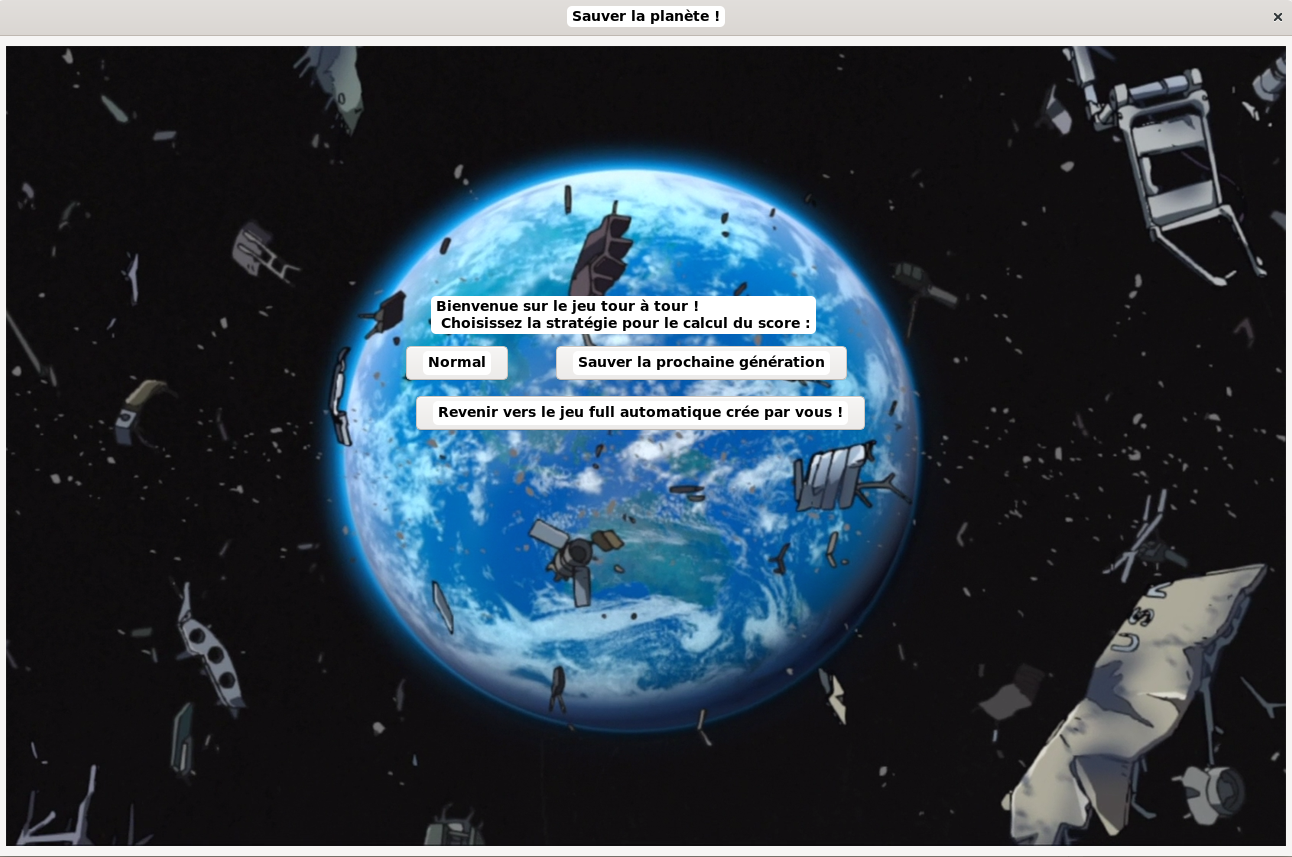 Sauver la planète !
Bienvenue sur le jeu tour à tour !
Choisissez la stratégie pour le calcul du score :
Normal
Sauver la prochaine génération
Revenir vers le jeu full automatique crée par vous !